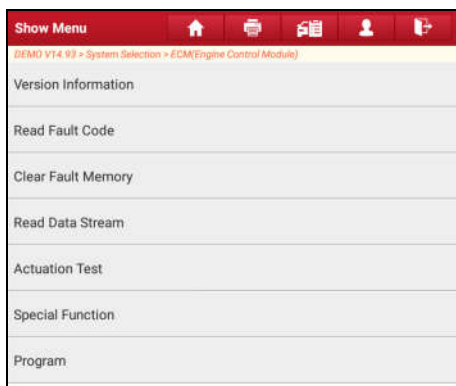 Show Menu
DEMO V14.93 > System Selection > ECM(Engine Control Module)
Version Information
Read Fault Code
Clear Fault Memory
Read Data Stream
Actuation Test
Special Function
Program